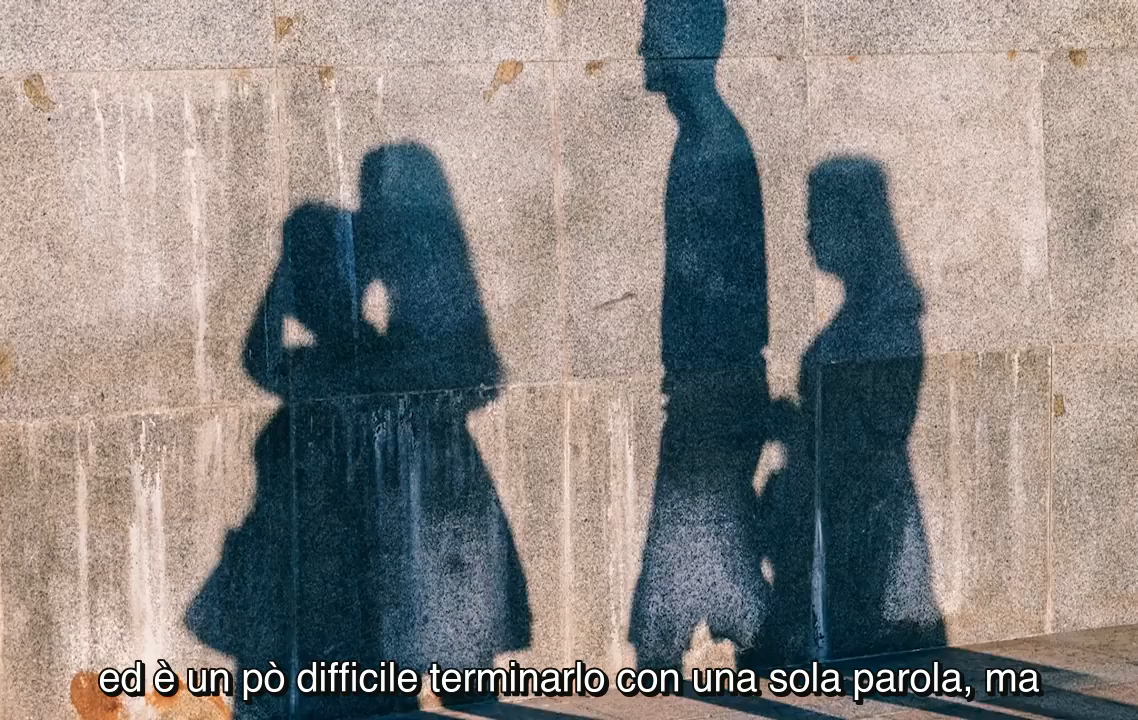 ed è un pò difficile terminarlo con una sola parola, ma